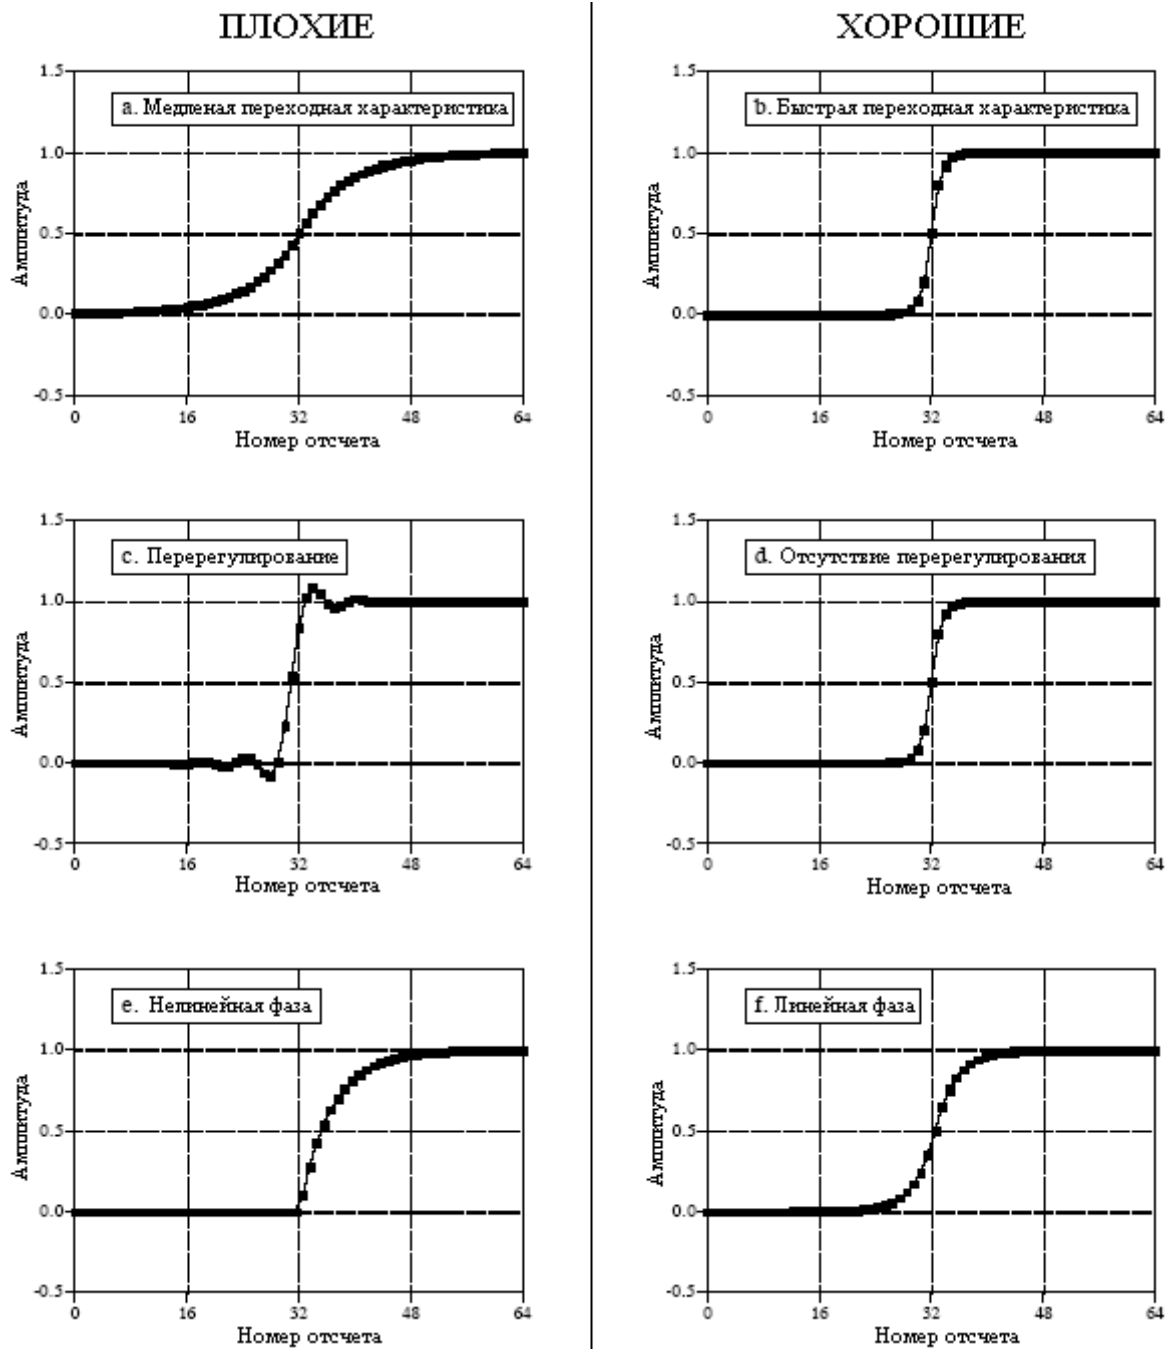 ПЛОХИЕ
ХОРОШИЕ
1.5
a. Медленая переходная характеристика
1.0
0.5
0.0
-0.5
0 16 32 48 64
Амплитуда
Номер отсчета
1.5
b. Быстрая переходная характеристика
1.0
0.5
0.0
-0.5
0 16 32 48 64
Амплитуда
Номер отсчета
1.5
c. Перерегулирование
1.0
0.5
0.0
-0.5
0 16 32 48 64
Амплитуда
Номер отсчета
1.5
d. Отсутствие перерегулирования
1.0
0.5
0.0
-0.5
0 16 32 48 64
Амплитуда
Номер отсчета
1.5
e. Нелинейная фаза
1.0
0.5
0.0
-0.5
0 16 32 48 64
Амплитуда
Номер отсчета
1.5
f. Линейная фаза
1.0
0.5
0.0
-0.5
0 16 32 48 64
Амплитуда
Номер отсчета